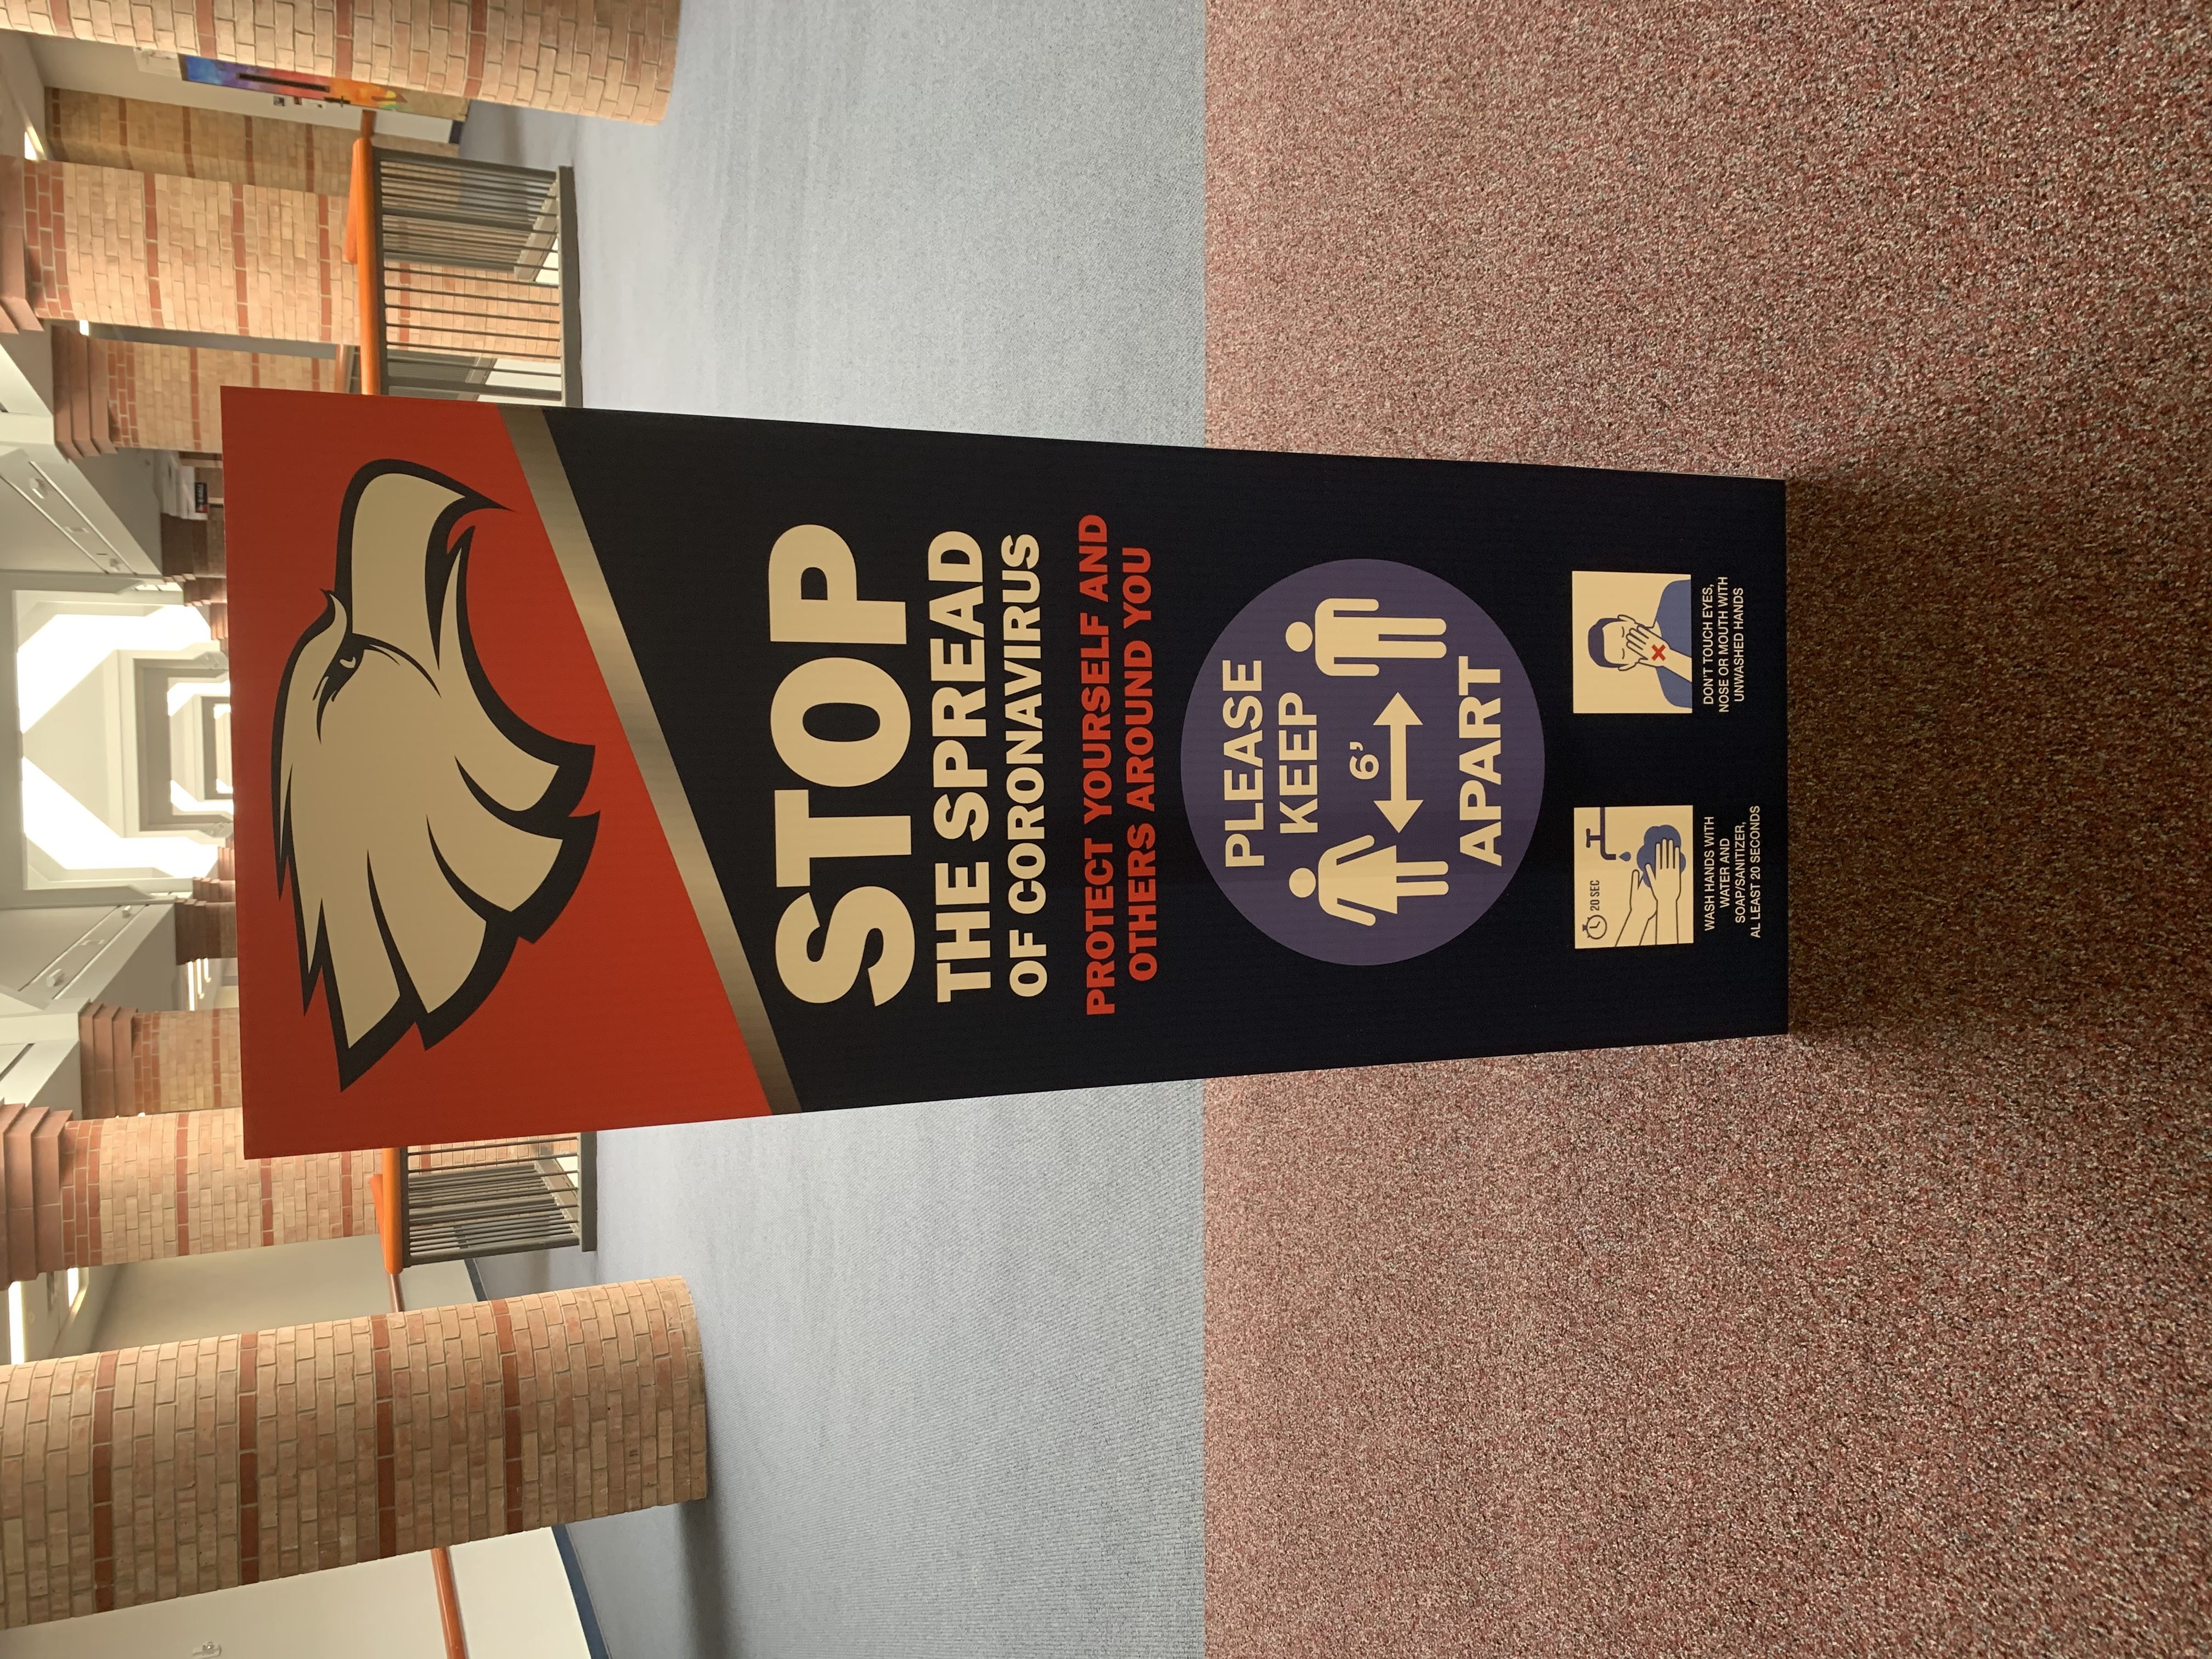 STOP
THE SPREAD
OF CORONAVIRUS
PROTECT YOURSELF AND
OTHERS AROUND YOU
PLEASE
KEEP
6'
APART
20 SEC
WASH HANDS WITH
WATER AND
SOAP/SANITIZER,
AL LEAST 20 SECONDS
DON'T TOUCH EYES,
NOSE OR MOUTH WITH
UNWASHED HANDS